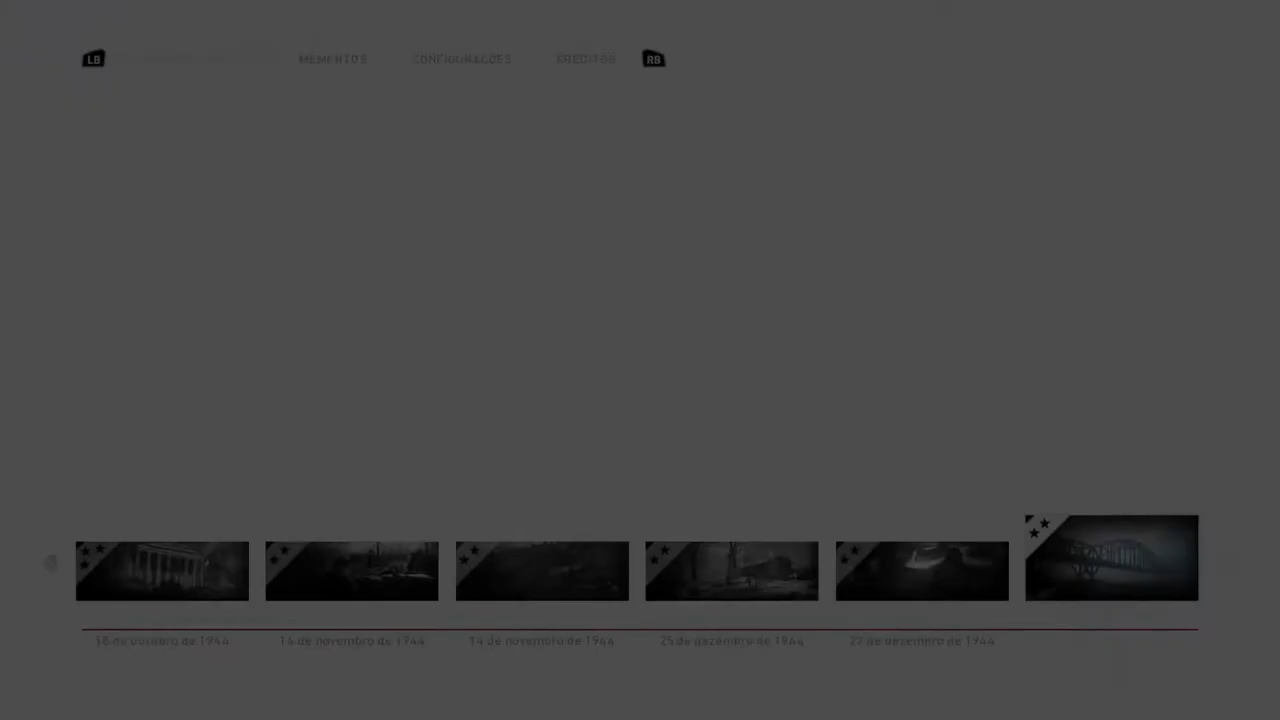 LB MEMENTOS CONFIGURAÇÕES CRÉDITOS RB
16 de outubro de 1944 14 de novembro de 1944 14 de novembro de 1944 25 de dezembro de 1944 27 de dezembro de 1944